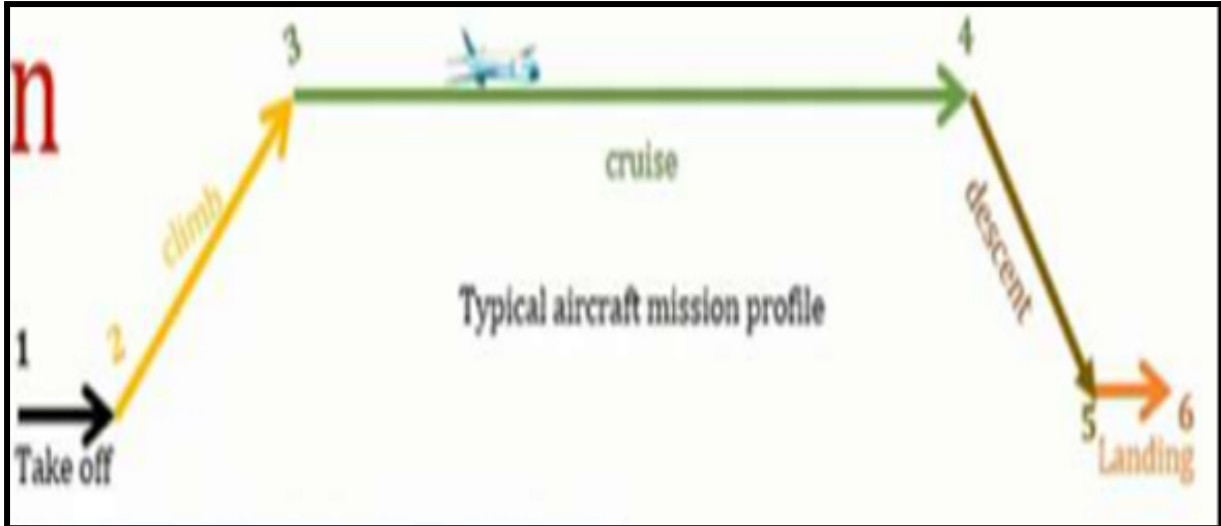 n
3
4
climb
cruise
descent
Typical aircraft mission profile
1
2
5
6
Take off
Landing